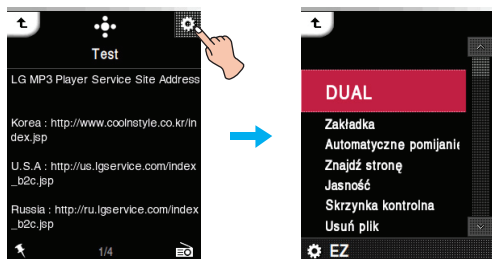 Test
LG MP3 Player Service Site Address
Korea : http://www.coolnstyle.co.kr/in
dex.jsp
U.S.A : http://us.lgservice.com/index
_b2c.jsp
Russia : http://ru.lgservice.com/index
_b2c.jsp
1/4
DUAL
Zakładka
Automatyczne pomijanie
Znajdź stronę
Jasność
Skrzynka kontrolna
Usuń plik
EZ